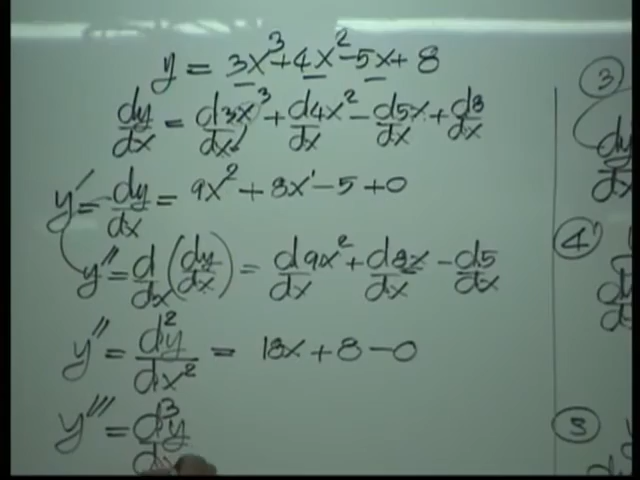 y = 3x³+4x²-5x+8
dy/dx = d3x³/dx + d4x²/dx - d5x/dx + d8/dx
y′ = dy/dx = 9x² + 8x′ - 5 + 0
y″ = d/dx (dy/dx) = d9x²/dx + d8x/dx - d5/dx
y″ = d²y/dx² = 18x + 8 - 0
y‴ = d³y/d
3
dy/dx
4
5